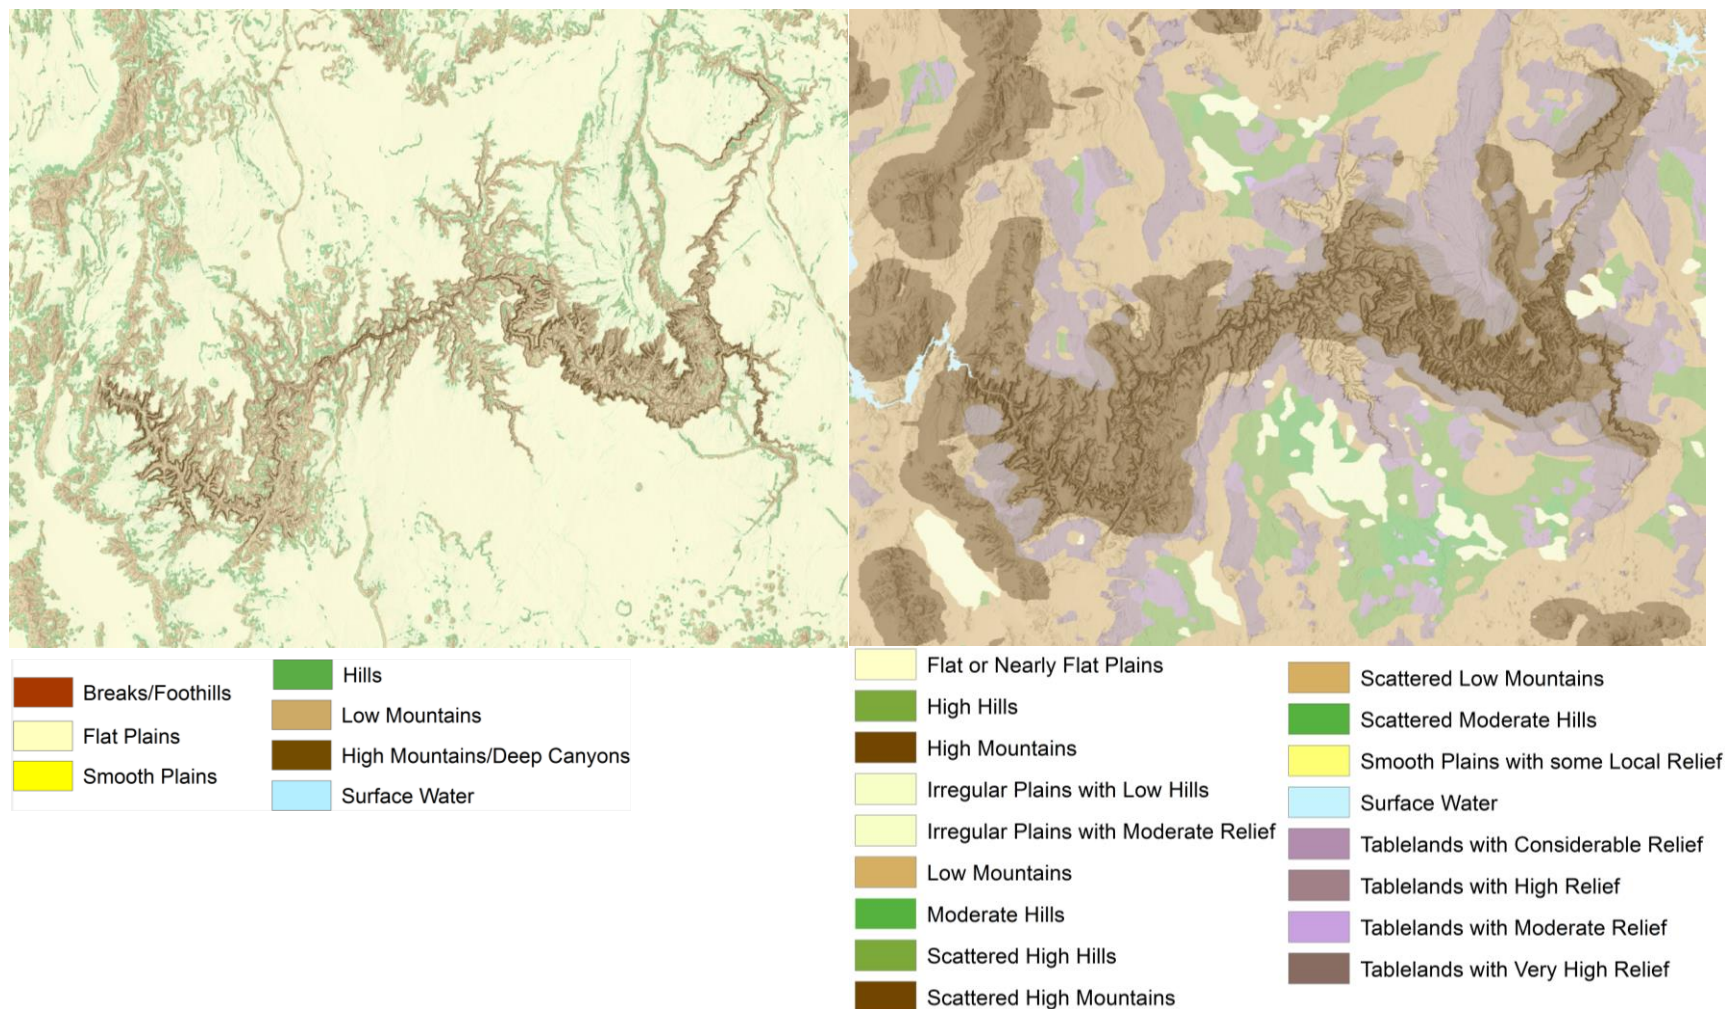 Breaks/Foothills
Flat Plains
Smooth Plains
Hills
Low Mountains
High Mountains/Deep Canyons
Surface Water
Flat or Nearly Flat Plains
High Hills
High Mountains
Irregular Plains with Low Hills
Irregular Plains with Moderate Relief
Low Mountains
Moderate Hills
Scattered High Hills
Scattered High Mountains
Scattered Low Mountains
Scattered Moderate Hills
Smooth Plains with some Local Relief
Surface Water
Tablelands with Considerable Relief
Tablelands with High Relief
Tablelands with Moderate Relief
Tablelands with Very High Relief